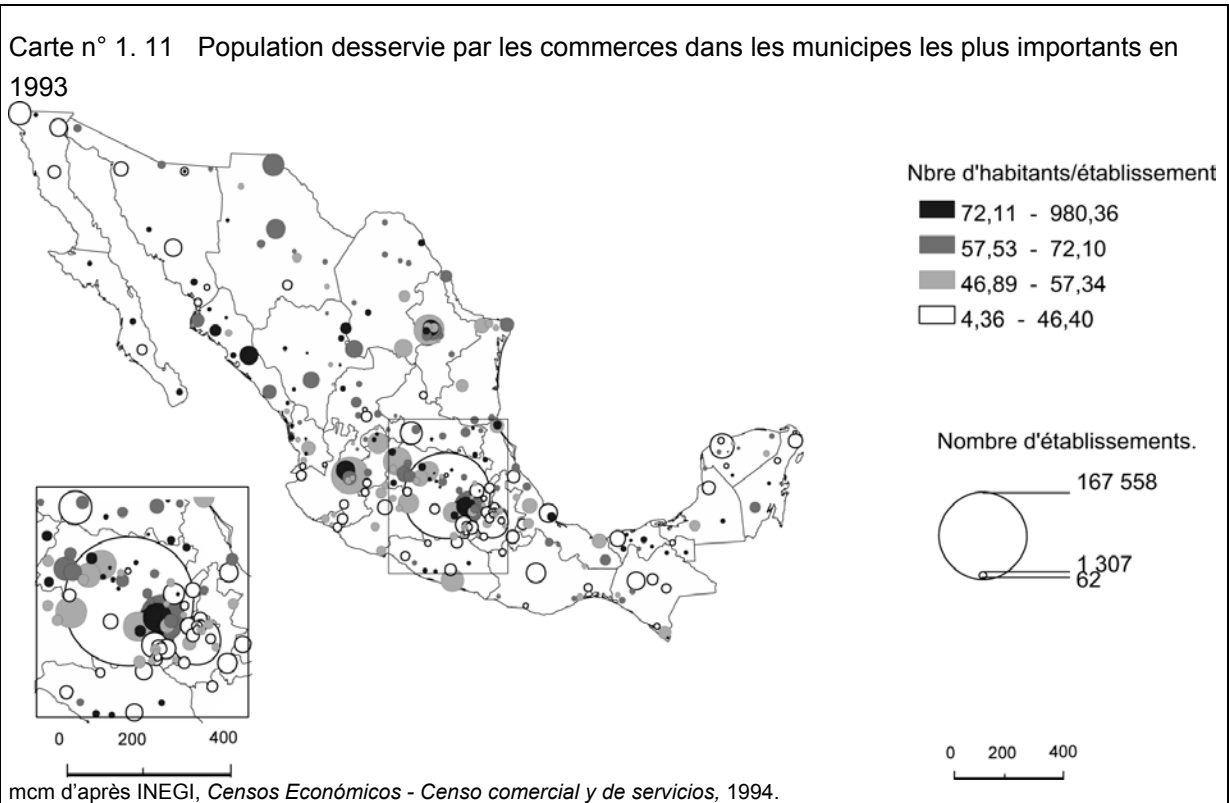 Carte n° 1. 11 Population desservie par les commerces dans les municipes les plus importants en
1993
Nbre d'habitants/établissement
72,11 - 980,36
57,53 - 72,10
46,89 - 57,34
4,36 - 46,40
Nombre d'établissements.
167 558
1,307
62
0 200 400
0 200 400
mcm d'après INEGI, Censos Económicos - Censo comercial y de servicios, 1994.